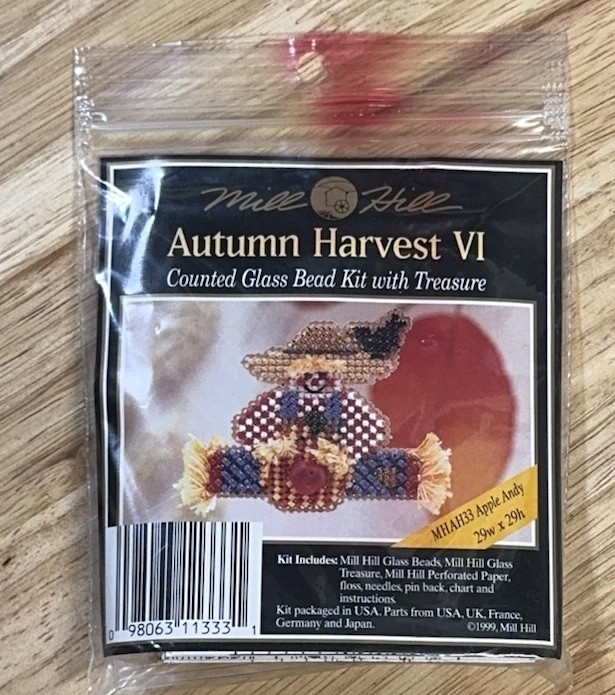 Mill Hill
Autumn Harvest VI
Counted Glass Bead Kit with Treasure
MHAH33 Apple Andy
29w x 29h
Kit Includes: Mill Hill Glass Beads, Mill Hill Glass
Treasure, Mill Hill Perforated Paper,
floss, needles, pin back, chart and
instructions.
Kit packaged in USA. Parts from USA, UK, France,
Germany and Japan.
©1999, Mill Hill
0 98063 11333 1